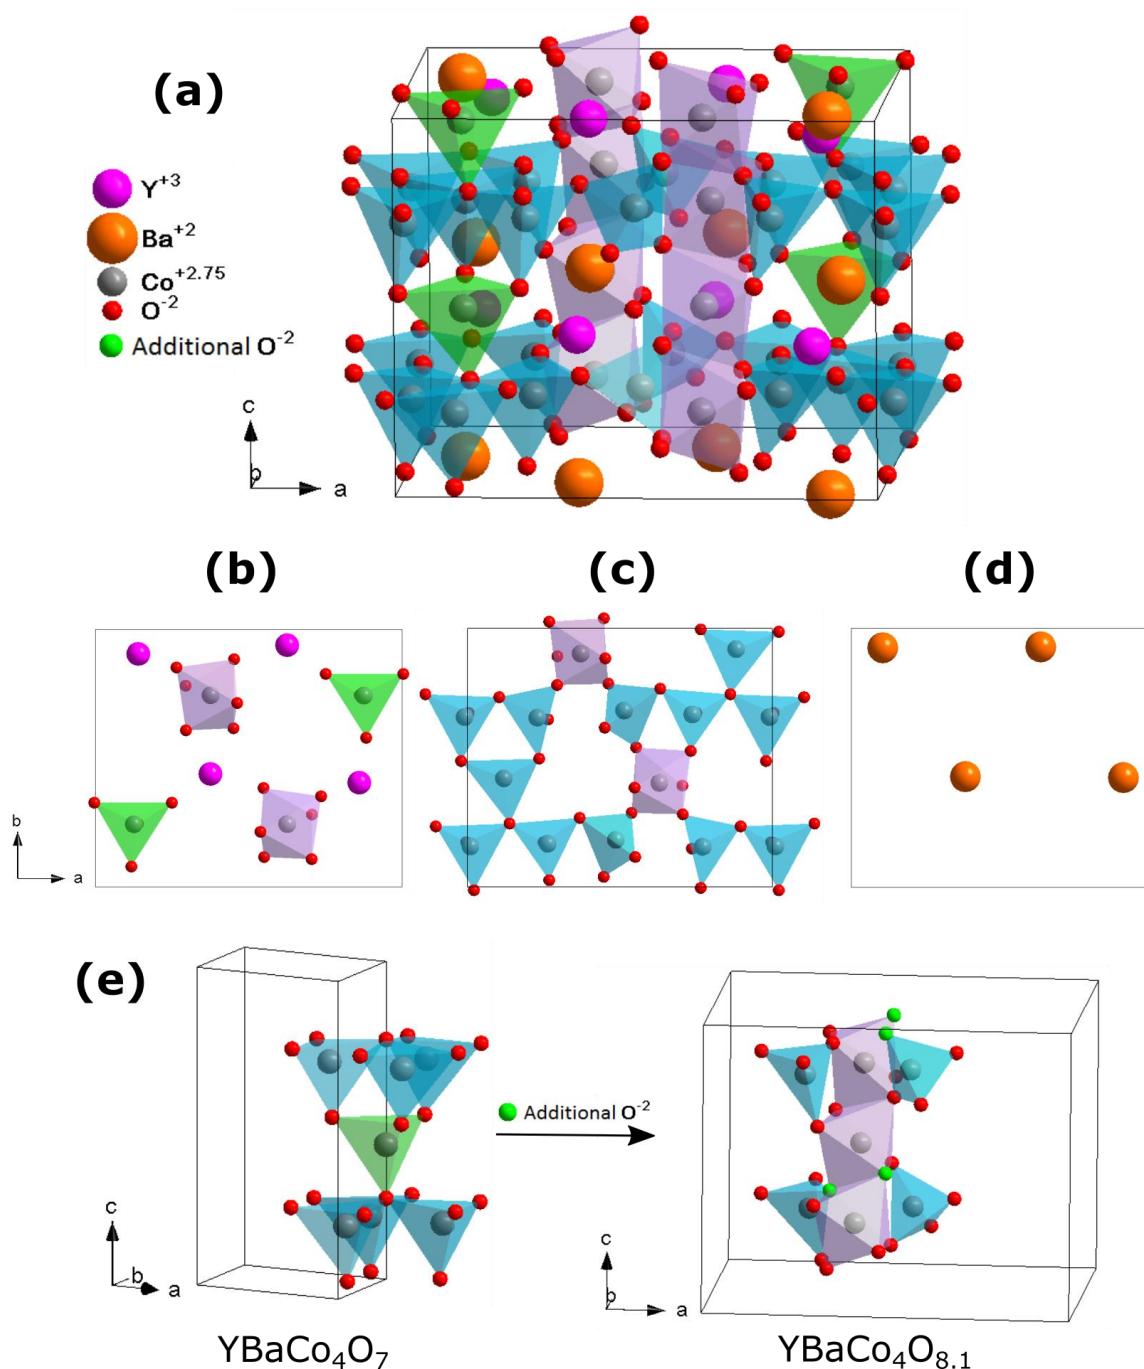 (a)
Y+3
Ba+2
Co+2.75
O-2
Additional O-2
c
b
a
(b)
(c)
(d)
b
a
(e)
Additional O-2
c
b
a
c
b
a
YBaCo4O7
YBaCo4O8.1